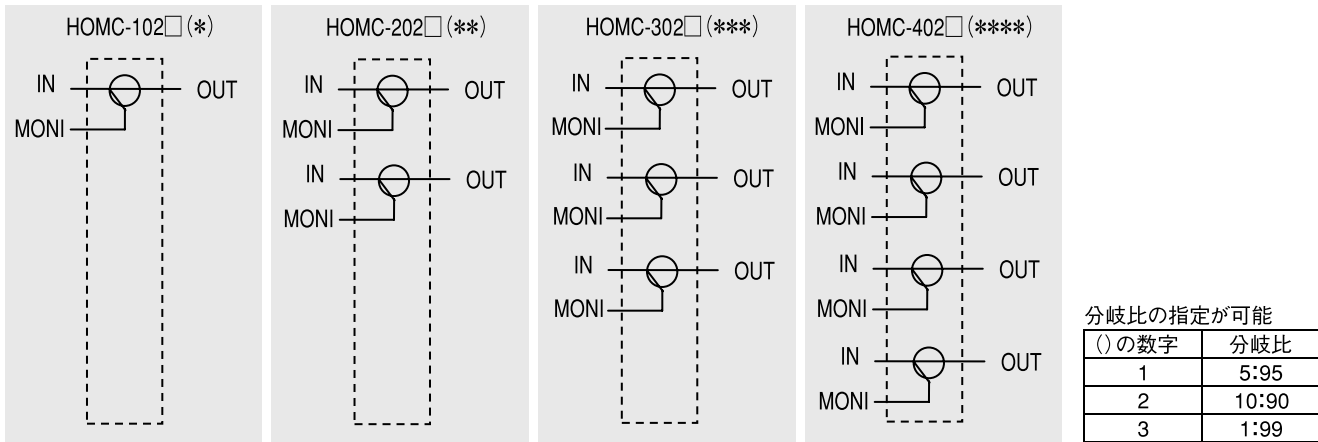 HOMC-102□(*)
IN
OUT
MONI
HOMC-202□(**)
IN
OUT
MONI
IN
OUT
MONI
HOMC-302□(***)
IN
OUT
MONI
IN
OUT
MONI
IN
OUT
MONI
HOMC-402□(****)
IN
OUT
MONI
IN
OUT
MONI
IN
OUT
MONI
IN
OUT
MONI
分岐比の指定が可能
()の数字 分岐比
1 5:95
2 10:90
3 1:99